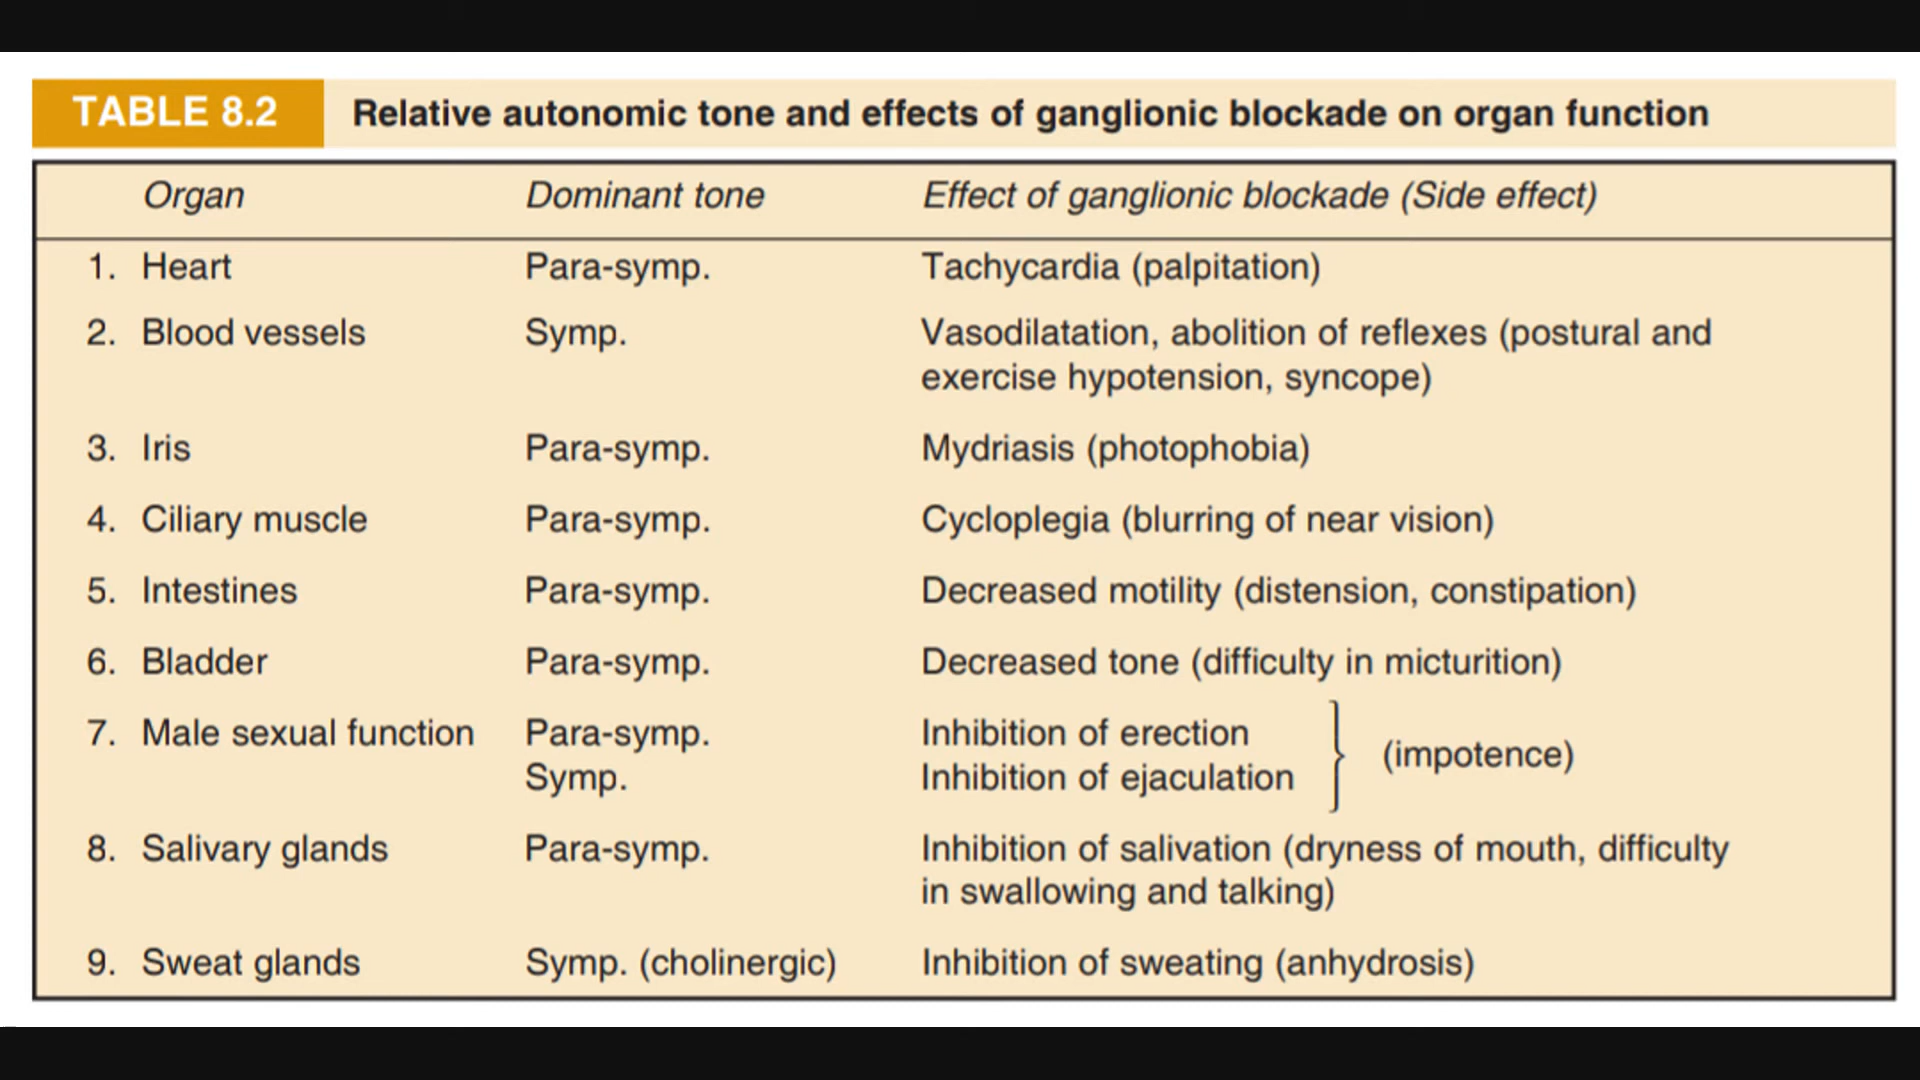 TABLE 8.2 Relative autonomic tone and effects of ganglionic blockade on organ function
Organ Dominant tone Effect of ganglionic blockade (Side effect)
1. Heart Para-symp. Tachycardia (palpitation)
2. Blood vessels Symp. Vasodilatation, abolition of reflexes (postural and
exercise hypotension, syncope)
3. Iris Para-symp. Mydriasis (photophobia)
4. Ciliary muscle Para-symp. Cycloplegia (blurring of near vision)
5. Intestines Para-symp. Decreased motility (distension, constipation)
6. Bladder Para-symp. Decreased tone (difficulty in micturition)
7. Male sexual function Para-symp. Inhibition of erection
Symp. Inhibition of ejaculation
(impotence)
8. Salivary glands Para-symp. Inhibition of salivation (dryness of mouth, difficulty
in swallowing and talking)
9. Sweat glands Symp. (cholinergic) Inhibition of sweating (anhydrosis)